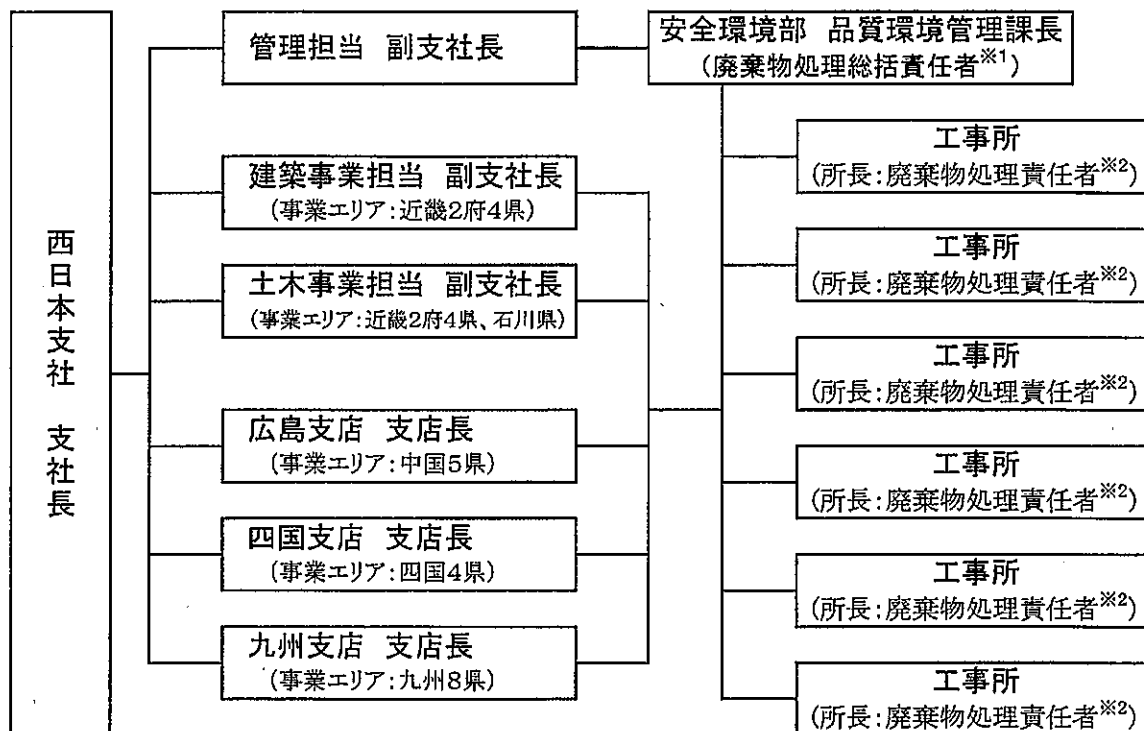 西日本支社 支社長
管理担当 副支社長
建築事業担当 副支社長
(事業エリア:近畿2府4県)
土木事業担当 副支社長
(事業エリア:近畿2府4県、石川県)
広島支店 支店長
(事業エリア:中国5県)
四国支店 支店長
(事業エリア:四国4県)
九州支店 支店長
(事業エリア:九州8県)
安全環境部 品質環境管理課長
(廃棄物処理総括責任者※1)
工事所
(所長:廃棄物処理責任者※2)
工事所
(所長:廃棄物処理責任者※2)
工事所
(所長:廃棄物処理責任者※2)
工事所
(所長:廃棄物処理責任者※2)
工事所
(所長:廃棄物処理責任者※2)
工事所
(所長:廃棄物処理責任者※2)